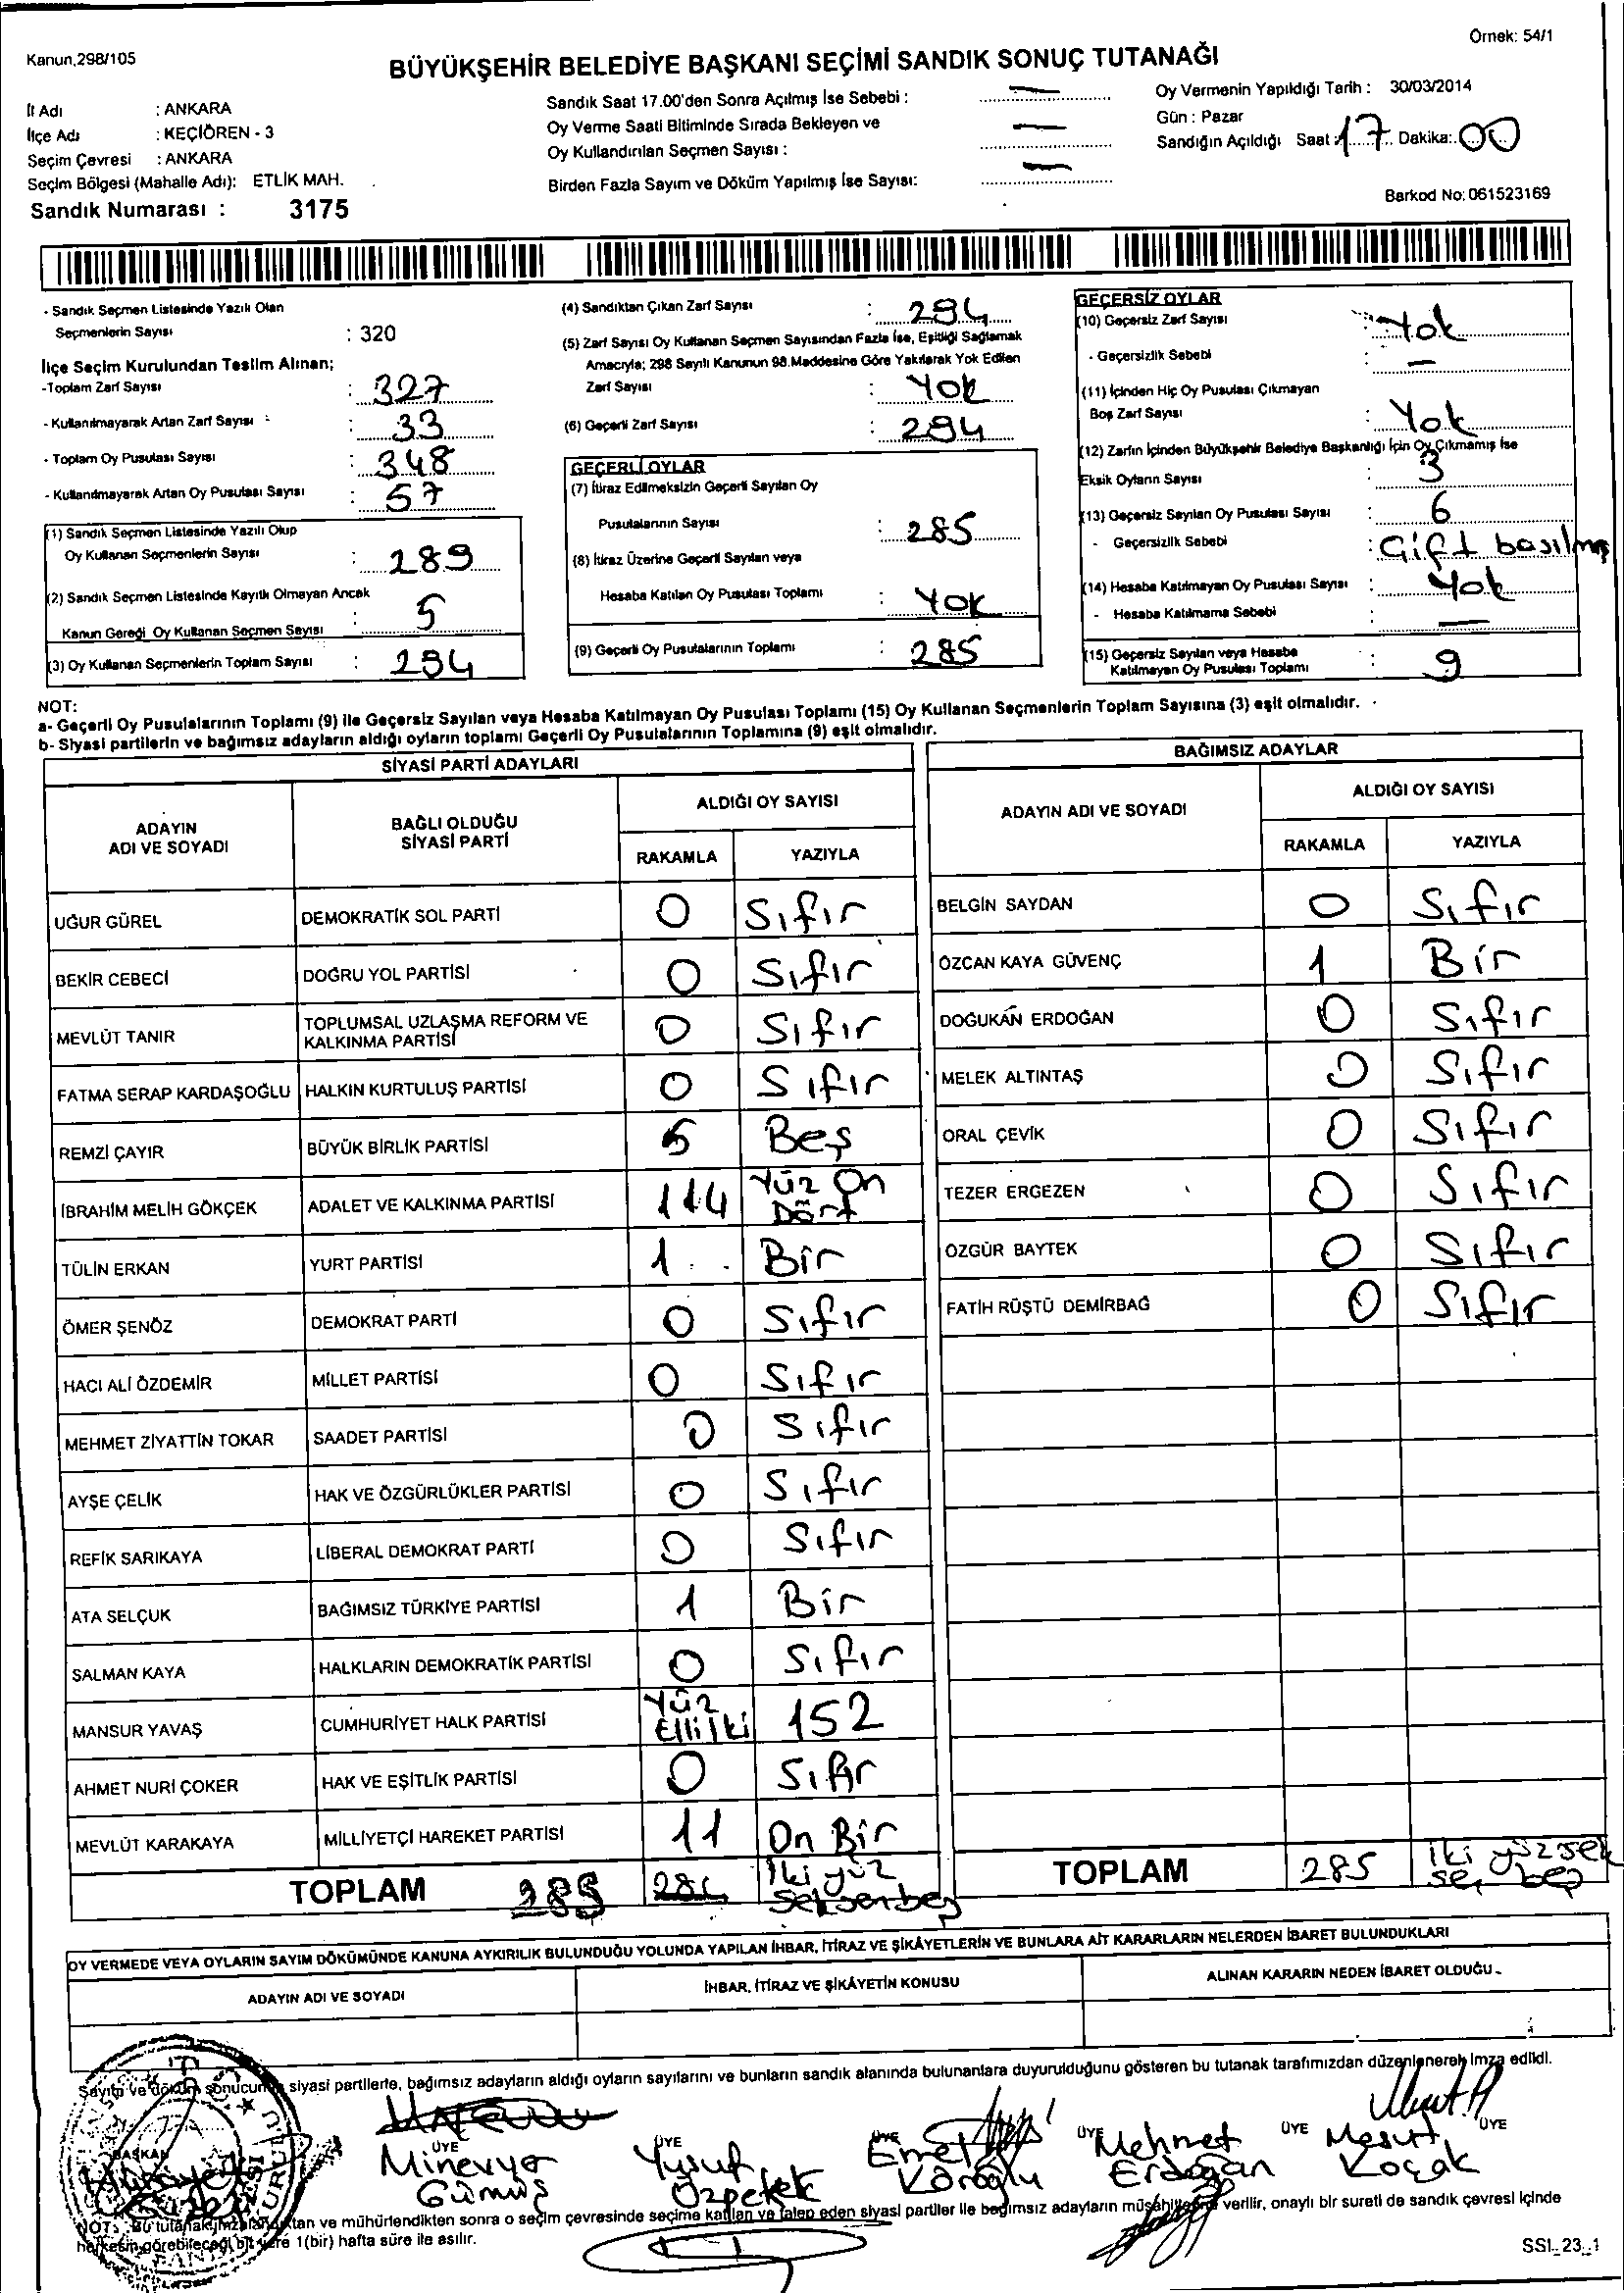 Kanun,298/105
Örnek: 54/1
BÜYÜKŞEHİR BELEDİYE BAŞKANI SEÇİMİ SANDIK SONUÇ TUTANAĞI
İl Adı : ANKARA
İlçe Adı : KEÇİÖREN - 3
Seçim Çevresi : ANKARA
Seçim Bölgesi (Mahalle Adı): ETLİK MAH.
Sandık Numarası : 3175
Sandık Saat 17.00'den Sonra Açılmış İse Sebebi : —
Oy Verme Saati Bitiminde Sırada Bekleyen ve
Oy Kullandırılan Seçmen Sayısı : —
Birden Fazla Sayım ve Döküm Yapılmış İse Sayısı: —
Oy Vermenin Yapıldığı Tarih : 30/03/2014
Gün : Pazar
Sandığın Açıldığı Saat : 17 Dakika: 00
Barkod No: 061523169
- Sandık Seçmen Listesinde Yazılı Olan
Seçmenlerin Sayısı : 320
İlçe Seçim Kurulundan Teslim Alınan;
-Toplam Zarf Sayısı : 327
- Kullanılmayarak Artan Zarf Sayısı : 33
- Toplam Oy Pusulası Sayısı : 348
- Kullanılmayarak Artan Oy Pusulası Sayısı : 57
(1) Sandık Seçmen Listesinde Yazılı Olup
Oy Kullanan Seçmenlerin Sayısı : 289
(2) Sandık Seçmen Listesinde Kayıtlı Olmayan Ancak
Kanun Gereği Oy Kullanan Seçmen Sayısı : 5
(3) Oy Kullanan Seçmenlerin Toplam Sayısı : 294
(4) Sandıktan Çıkan Zarf Sayısı : 294
(5) Zarf Sayısı Oy Kullanan Seçmen Sayısından Fazla İse, Eşitliği Sağlamak
Amacıyla; 298 Sayılı Kanunun 98.Maddesine Göre Yakılarak Yok Edilen
Zarf Sayısı : Yok
(6) Geçerli Zarf Sayısı : 294
GEÇERLİ OYLAR
(7) İtiraz Edilmeksizin Geçerli Sayılan Oy
Pusulalarının Sayısı : 285
(8) İtiraz Üzerine Geçerli Sayılan veya
Hesaba Katılan Oy Pusulası Toplamı : Yok
(9) Geçerli Oy Pusulalarının Toplamı : 285
GEÇERSİZ OYLAR
(10) Geçersiz Zarf Sayısı : Yok
- Geçersizlik Sebebi : —
(11) İçinden Hiç Oy Pusulası Çıkmayan
Boş Zarf Sayısı : Yok
(12) Zarfın İçinden Büyükşehir Belediye Başkanlığı İçin Oy Çıkmamış İse
Eksik Oyların Sayısı : 3
(13) Geçersiz Sayılan Oy Pusulası Sayısı : 6
- Geçersizlik Sebebi : Çift basılmış
(14) Hesaba Katılmayan Oy Pusulası Sayısı : Yok
- Hesaba Katılmama Sebebi : —
(15) Geçersiz Sayılan veya Hesaba
Katılmayan Oy Pusulası Toplamı : 9
NOT:
a- Geçerli Oy Pusulalarının Toplamı (9) ile Geçersiz Sayılan veya Hesaba Katılmayan Oy Pusulası Toplamı (15) Oy Kullanan Seçmenlerin Toplam Sayısına (3) eşit olmalıdır.
b- Siyasi partilerin ve bağımsız adayların aldığı oyların toplamı Geçerli Oy Pusulalarının Toplamına (9) eşit olmalıdır.
SİYASİ PARTİ ADAYLARI
ADAYIN
ADI VE SOYADI
BAĞLI OLDUĞU
SİYASİ PARTİ
ALDIĞI OY SAYISI
RAKAMLA YAZIYLA
UĞUR GÜREL DEMOKRATİK SOL PARTİ 0 Sıfır
BEKİR CEBECİ DOĞRU YOL PARTİSİ 0 Sıfır
MEVLÜT TANIR TOPLUMSAL UZLAŞMA REFORM VE
KALKINMA PARTİSİ 0 Sıfır
FATMA SERAP KARDAŞOĞLU HALKIN KURTULUŞ PARTİSİ 0 Sıfır
REMZİ ÇAYIR BÜYÜK BİRLİK PARTİSİ 5 Beş
İBRAHİM MELİH GÖKÇEK ADALET VE KALKINMA PARTİSİ 114 Yüz On
Dört
TÜLİN ERKAN YURT PARTİSİ 1 Bir
ÖMER ŞENÖZ DEMOKRAT PARTİ 0 Sıfır
HACI ALİ ÖZDEMİR MİLLET PARTİSİ 0 Sıfır
MEHMET ZİYATTİN TOKAR SAADET PARTİSİ 0 Sıfır
AYŞE ÇELİK HAK VE ÖZGÜRLÜKLER PARTİSİ 0 Sıfır
REFİK SARIKAYA LİBERAL DEMOKRAT PARTİ 0 Sıfır
ATA SELÇUK BAĞIMSIZ TÜRKİYE PARTİSİ 1 Bir
SALMAN KAYA HALKLARIN DEMOKRATİK PARTİSİ 0 Sıfır
MANSUR YAVAŞ CUMHURİYET HALK PARTİSİ Yüz
Elli İki 152
AHMET NURİ ÇOKER HAK VE EŞİTLİK PARTİSİ 0 Sıfır
MEVLÜT KARAKAYA MİLLİYETÇİ HAREKET PARTİSİ 11 On Bir
TOPLAM 285 284 İki yüz
seksenbeş
BAĞIMSIZ ADAYLAR
ADAYIN ADI VE SOYADI
ALDIĞI OY SAYISI
RAKAMLA YAZIYLA
BELGİN SAYDAN 0 Sıfır
ÖZCAN KAYA GÜVENÇ 1 Bir
DOĞUKAN ERDOĞAN 0 Sıfır
MELEK ALTINTAŞ 0 Sıfır
ORAL ÇEVİK 0 Sıfır
TEZER ERGEZEN 0 Sıfır
ÖZGÜR BAYTEK 0 Sıfır
FATİH RÜŞTÜ DEMİRBAĞ 0 Sıfır
TOPLAM 285 iki yüzsek
se, beş
OY VERMEDE VEYA OYLARIN SAYIM DÖKÜMÜNDE KANUNA AYKIRILIK BULUNDUĞU YOLUNDA YAPILAN İHBAR, İTİRAZ VE ŞİKÂYETLERİN VE BUNLARA AİT KARARLARIN NELERDEN İBARET BULUNDUKLARI
ADAYIN ADI VE SOYADI
İHBAR, İTİRAZ VE ŞİKÂYETİN KONUSU
ALINAN KARARIN NEDEN İBARET OLDUĞU
Sayım ve döküm sonucunda siyasi partilerle, bağımsız adayların aldığı oyların sayılarını ve bunların sandık alanında bulunanlara duyurulduğunu gösteren bu tutanak tarafımızdan düzenlenerek imza edildi.
BAŞKAN ÜYE ÜYE ÜYE ÜYE ÜYE ÜYE
Minevver Yusuf Emel Mehmet Mesut
Gümüş Özpetek Köroğlu Erdoğan Koçak
NOT: Bu tutanak imzalandıktan ve mühürlendikten sonra o seçim çevresinde seçime katılan ve talep eden siyasi partiler ile bağımsız adayların müşahitlerine verilir, onaylı bir sureti de sandık çevresi içinde
herkesin görebileceği bir yere 1(bir) hafta süre ile asılır.
SSI_23_1